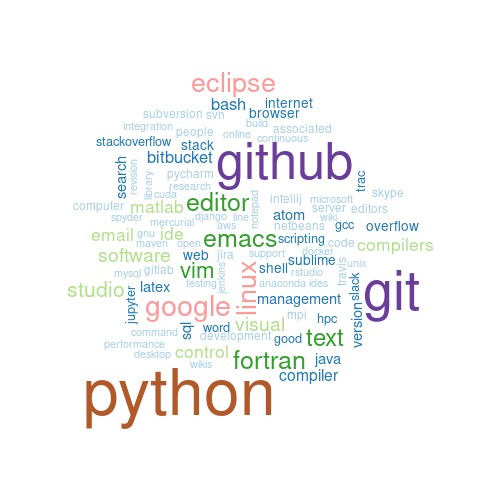 eclipse
bash internet
subversion svn browser
integration people build associated
online continuous
stackoverflow stack
bitbucket github
search revision library pycharm trac
cuda research
computer matlab editor notepad intellij microsoft skype
spyder mercurial django line atom server editors
aws wiki
email gnu ide emacs netbeans gcc overflow
maven open scripting code compilers
software web jira support docker
mysql gitlab vim jenkins shell sublime travis unix
rstudio
studio jupyter latex testing linux anaconda ides slack git
google management version
sql word visual mpi hpc
command development good text
performance control java
desktop wikis fortran
python compiler